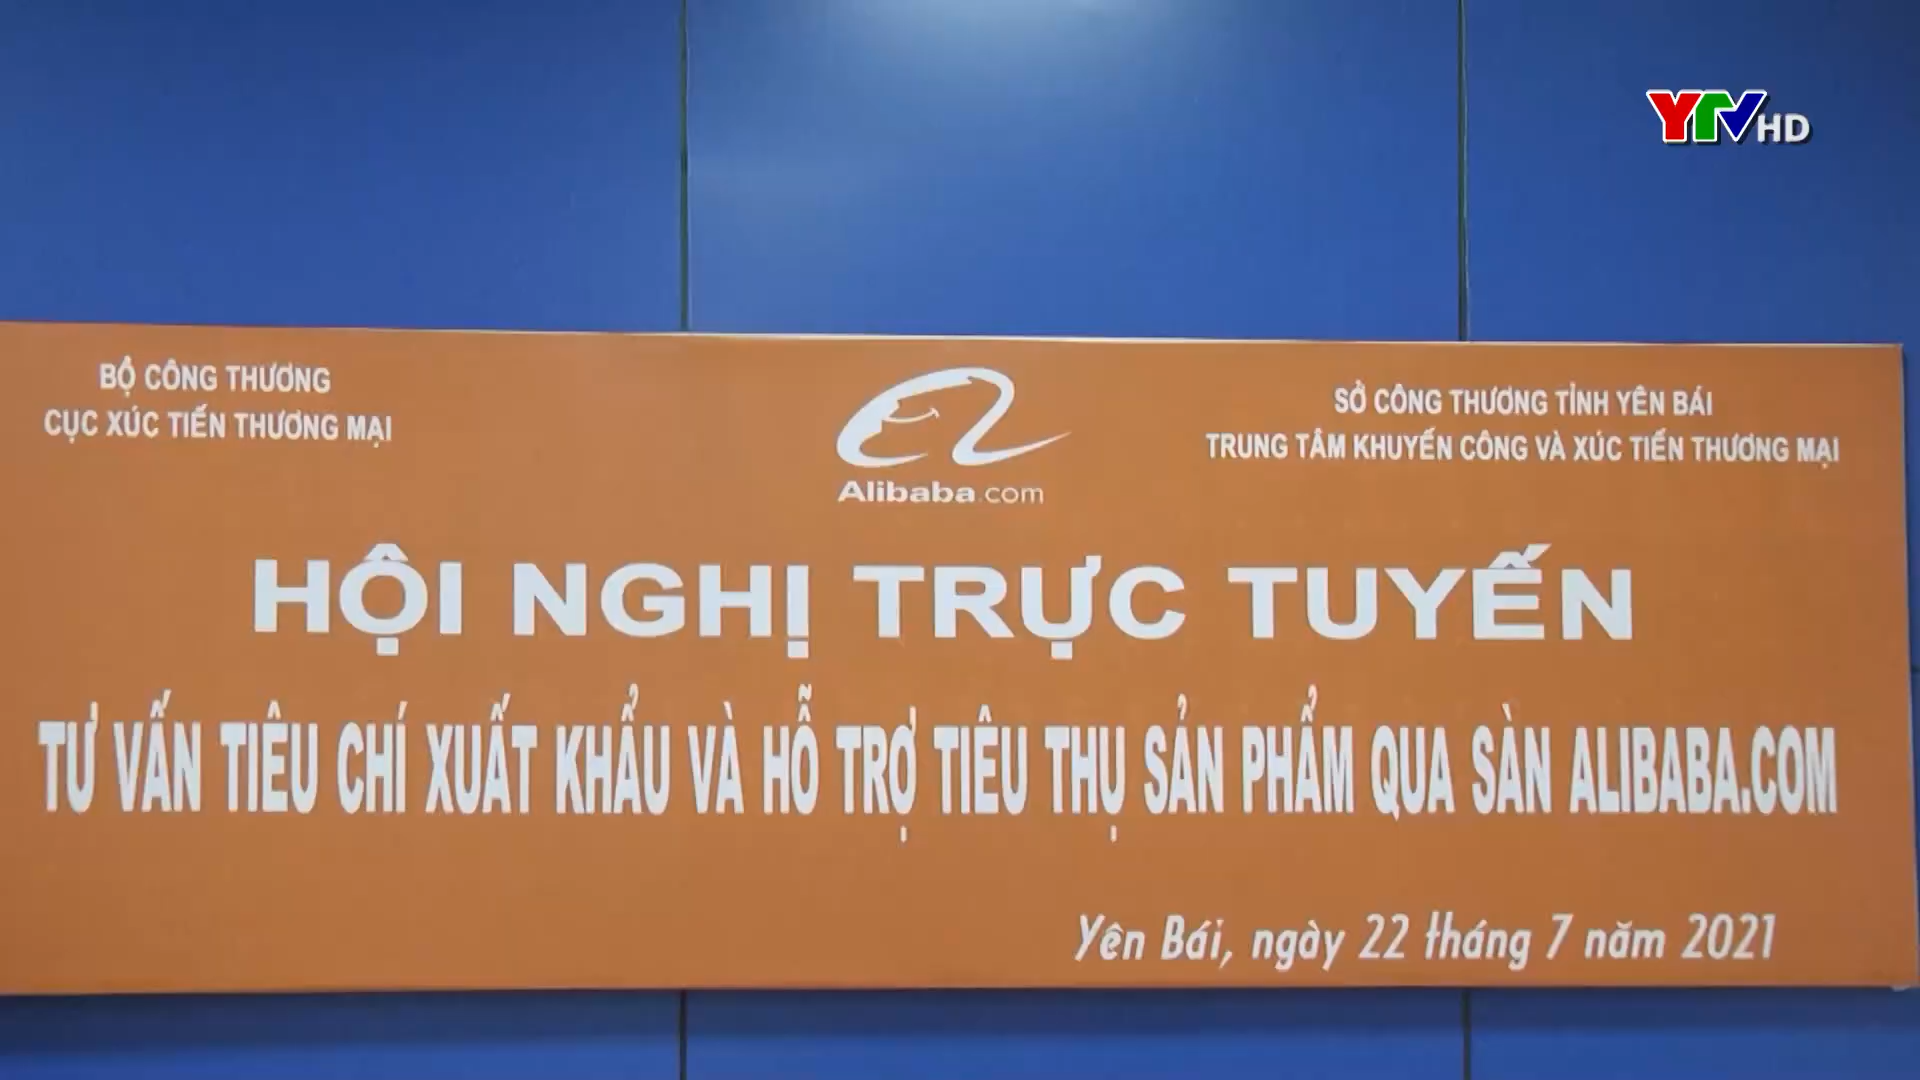 YTV HD
BỘ CÔNG THƯƠNG
CỤC XÚC TIẾN THƯƠNG MẠI
Alibaba.com
SỞ CÔNG THƯƠNG TỈNH YÊN BÁI
TRUNG TÂM KHUYẾN CÔNG VÀ XÚC TIẾN THƯƠNG MẠI
HỘI NGHỊ TRỰC TUYẾN
TƯ VẤN TIÊU CHÍ XUẤT KHẨU VÀ HỖ TRỢ TIÊU THỤ SẢN PHẨM QUA SÀN ALIBABA.COM
Yên Bái, ngày 22 tháng 7 năm 2021